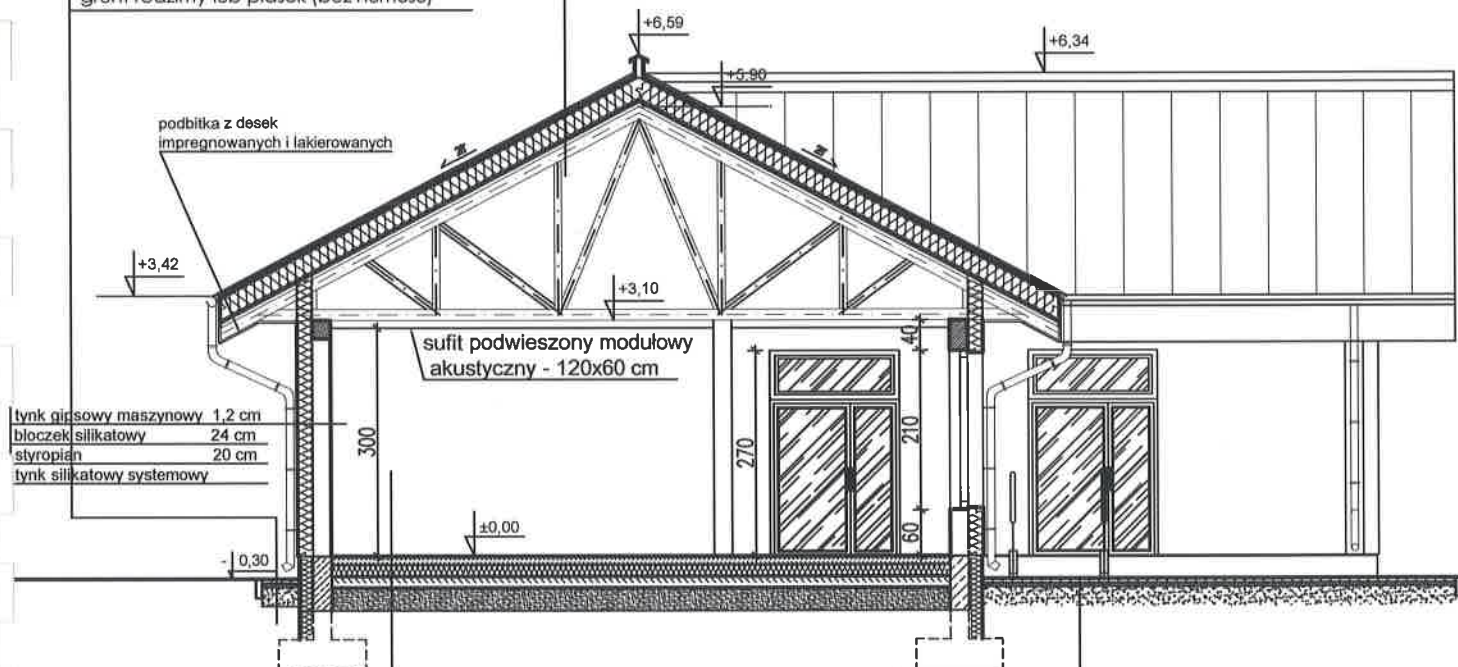 +6,59
+6,34
+5,90
podbitka z desek
impregnowanych i lakierowanych
+3,42
+3,10
sufit podwieszony modułowy
akustyczny - 120x60 cm
40
tynk gipsowy maszynowy 1,2 cm
bloczek silikatowy 24 cm
styropian 20 cm
tynk silikatowy systemowy
300
270
210
60
±0,00
- 0,30